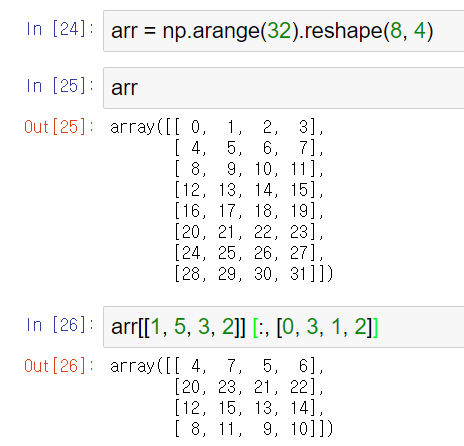 In [24]: arr = np.arange(32).reshape(8, 4)
In [25]: arr
Out[25]: array([[ 0,  1,  2,  3],
       [ 4,  5,  6,  7],
       [ 8,  9, 10, 11],
       [12, 13, 14, 15],
       [16, 17, 18, 19],
       [20, 21, 22, 23],
       [24, 25, 26, 27],
       [28, 29, 30, 31]])
In [26]: arr[[1, 5, 3, 2]] [:, [0, 3, 1, 2]]
Out[26]: array([[ 4,  7,  5,  6],
       [20, 23, 21, 22],
       [12, 15, 13, 14],
       [ 8, 11,  9, 10]])